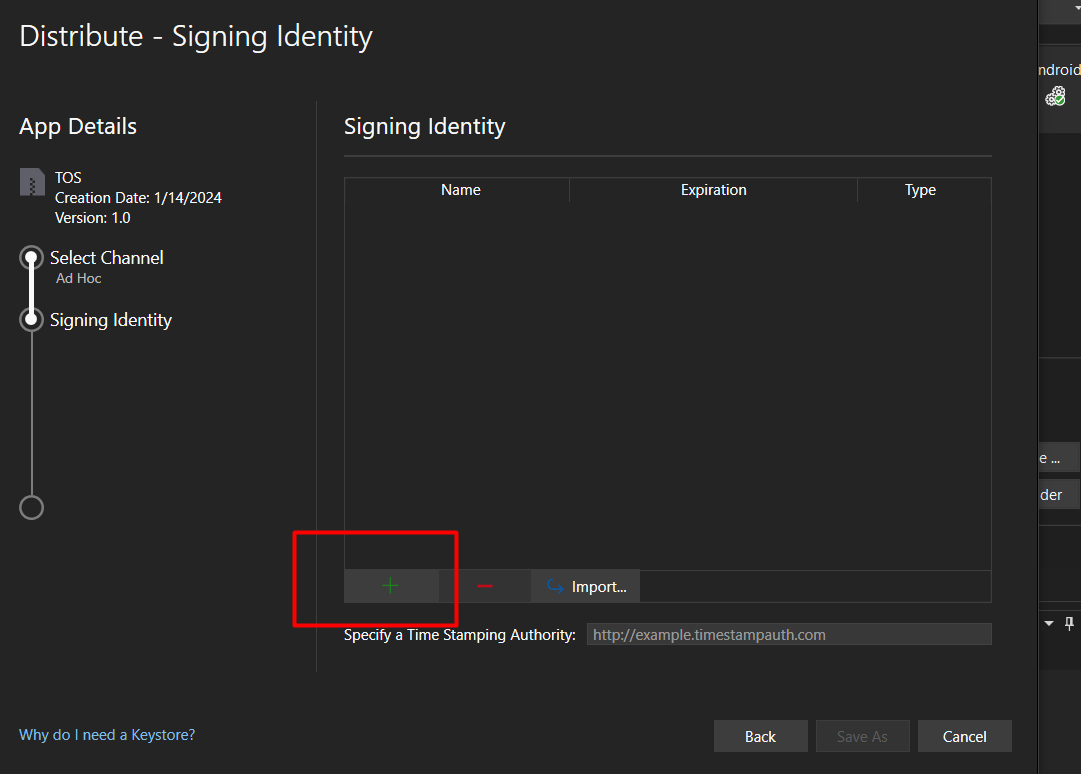 Distribute - Signing Identity
ndroid
App Details
TOS
Creation Date: 1/14/2024
Version: 1.0
Select Channel
Ad Hoc
Signing Identity
Signing Identity
Name Expiration Type
Import...
Specify a Time Stamping Authority: http://example.timestampauth.com
e ...
der
Why do I need a Keystore?
Back Save As Cancel